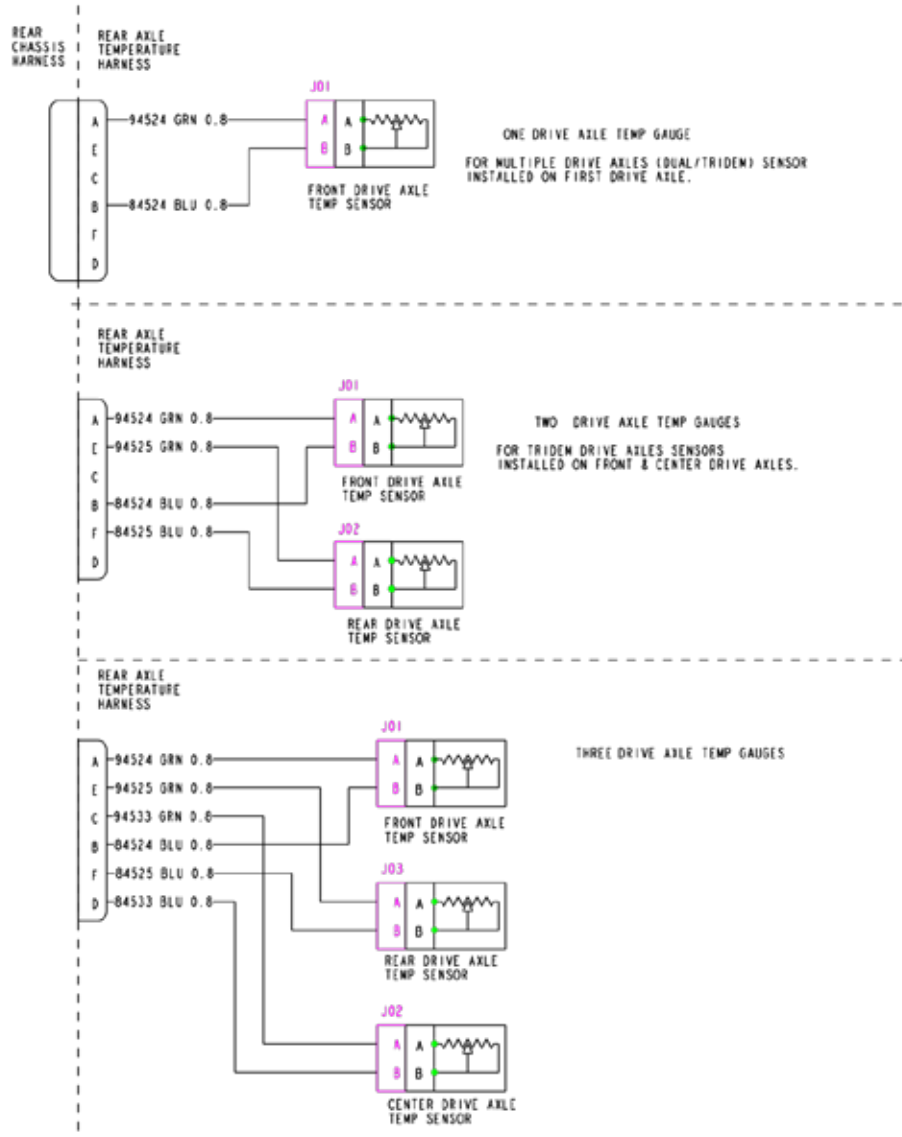 REAR
CHASSIS
HARNESS
REAR AXLE
TEMPERATURE
HARNESS
J01
A 94524 GRN 0.8 A A
E B B
C
B 84524 BLU 0.8
F
D
FRONT DRIVE AXLE
TEMP SENSOR
ONE DRIVE AXLE TEMP GAUGE
FOR MULTIPLE DRIVE AXLES (DUAL/TRIDEM) SENSOR
INSTALLED ON FIRST DRIVE AXLE.
REAR AXLE
TEMPERATURE
HARNESS
J01
A 94524 GRN 0.8 A A
E 94525 GRN 0.8 B B
C
B 84524 BLU 0.8
F 84525 BLU 0.8
D
FRONT DRIVE AXLE
TEMP SENSOR
J02
A A
B B
REAR DRIVE AXLE
TEMP SENSOR
TWO DRIVE AXLE TEMP GAUGES
FOR TRIDEM DRIVE AXLES SENSORS
INSTALLED ON FRONT & CENTER DRIVE AXLES.
REAR AXLE
TEMPERATURE
HARNESS
J01
A 94524 GRN 0.8 A A
E 94525 GRN 0.8 B B
C 94533 GRN 0.8
B 84524 BLU 0.8
F 84525 BLU 0.8
D 84533 BLU 0.8
FRONT DRIVE AXLE
TEMP SENSOR
J03
A A
B B
REAR DRIVE AXLE
TEMP SENSOR
J02
A A
B B
CENTER DRIVE AXLE
TEMP SENSOR
THREE DRIVE AXLE TEMP GAUGES